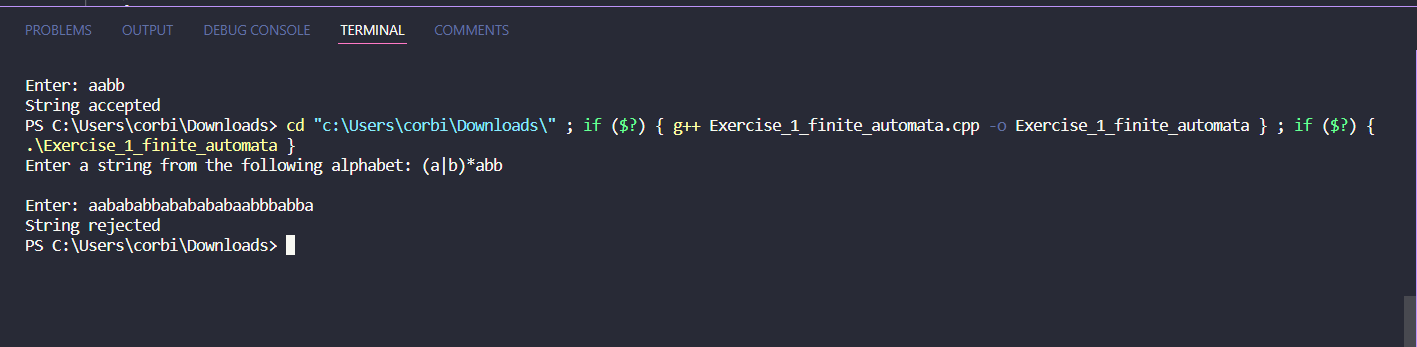 PROBLEMS OUTPUT DEBUG CONSOLE TERMINAL COMMENTS
Enter: aabb
String accepted
PS C:\Users\corbi\Downloads> cd "c:\Users\corbi\Downloads\" ; if ($?) { g++ Exercise_1_finite_automata.cpp -o Exercise_1_finite_automata } ; if ($?) {
.\Exercise_1_finite_automata }
Enter a string from the following alphabet: (a|b)*abb
Enter: aabababbababababaabbbabba
String rejected
PS C:\Users\corbi\Downloads>